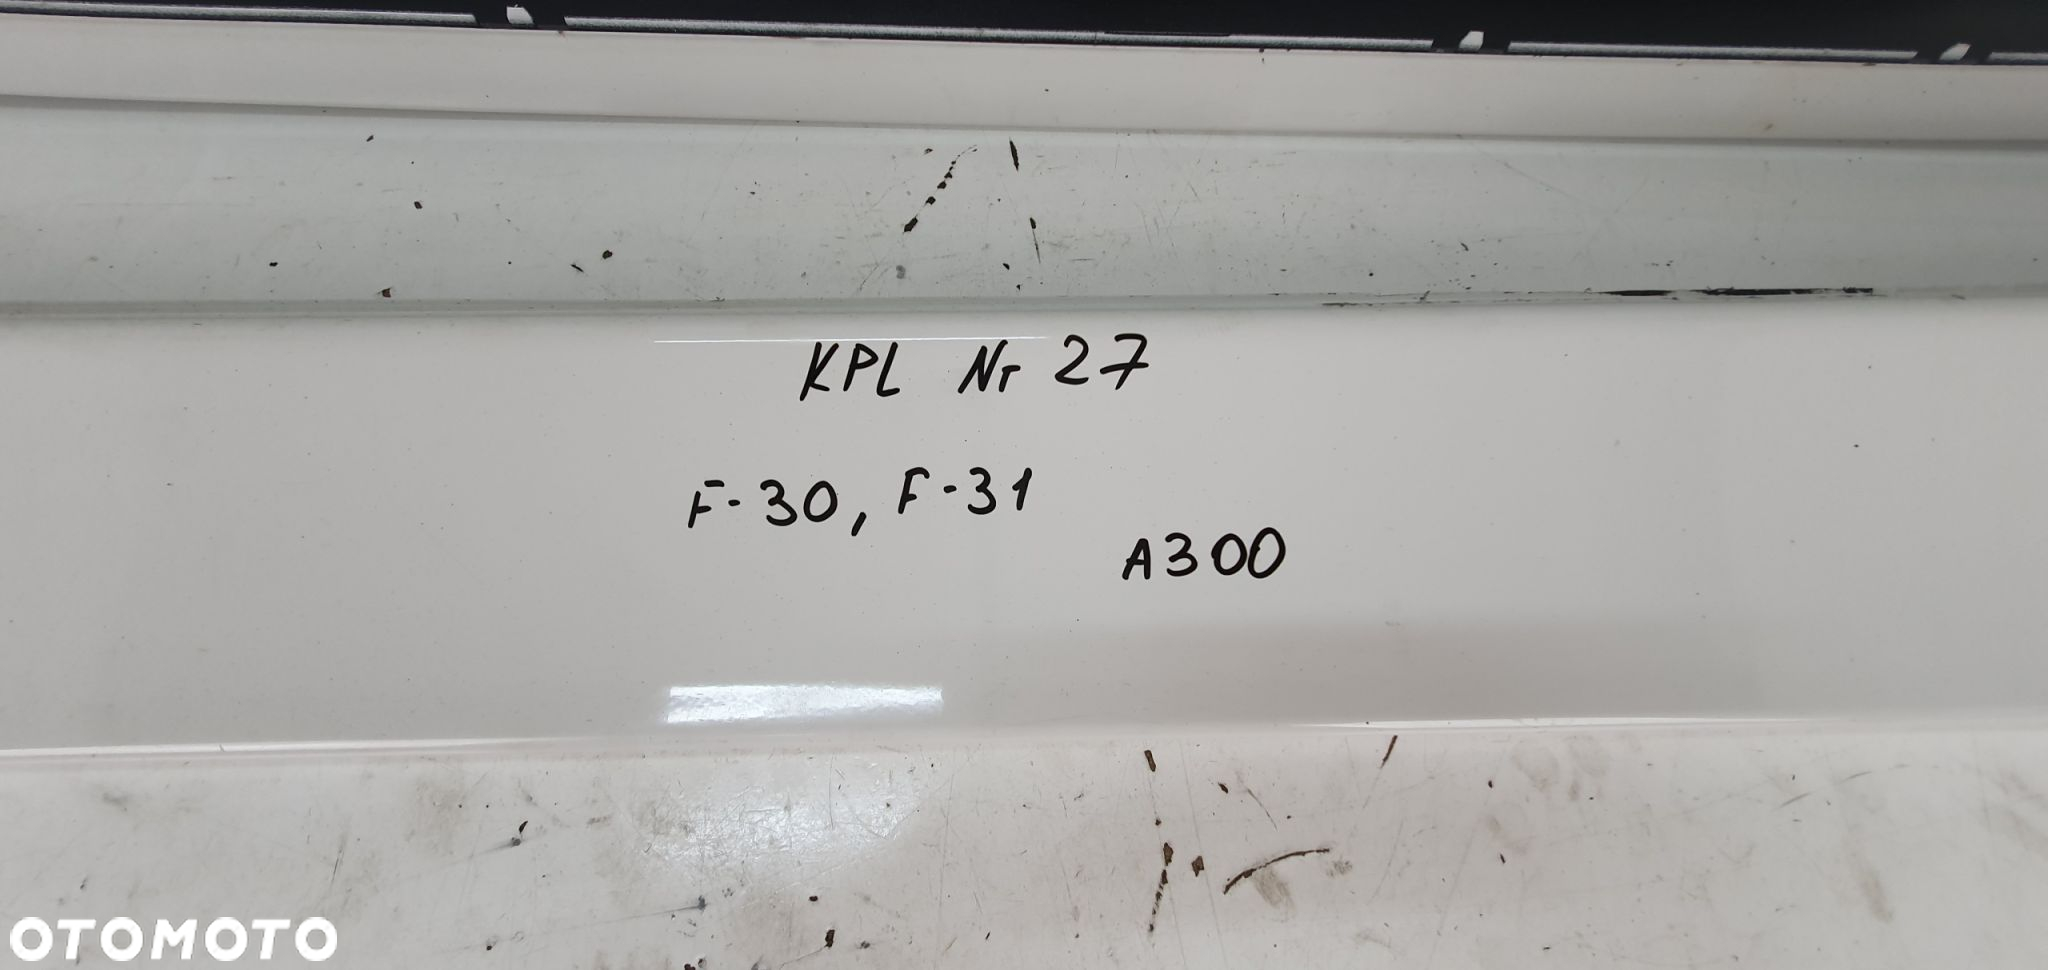 KPL Nr 27
F-30, F-31
A300
OTOMOTO